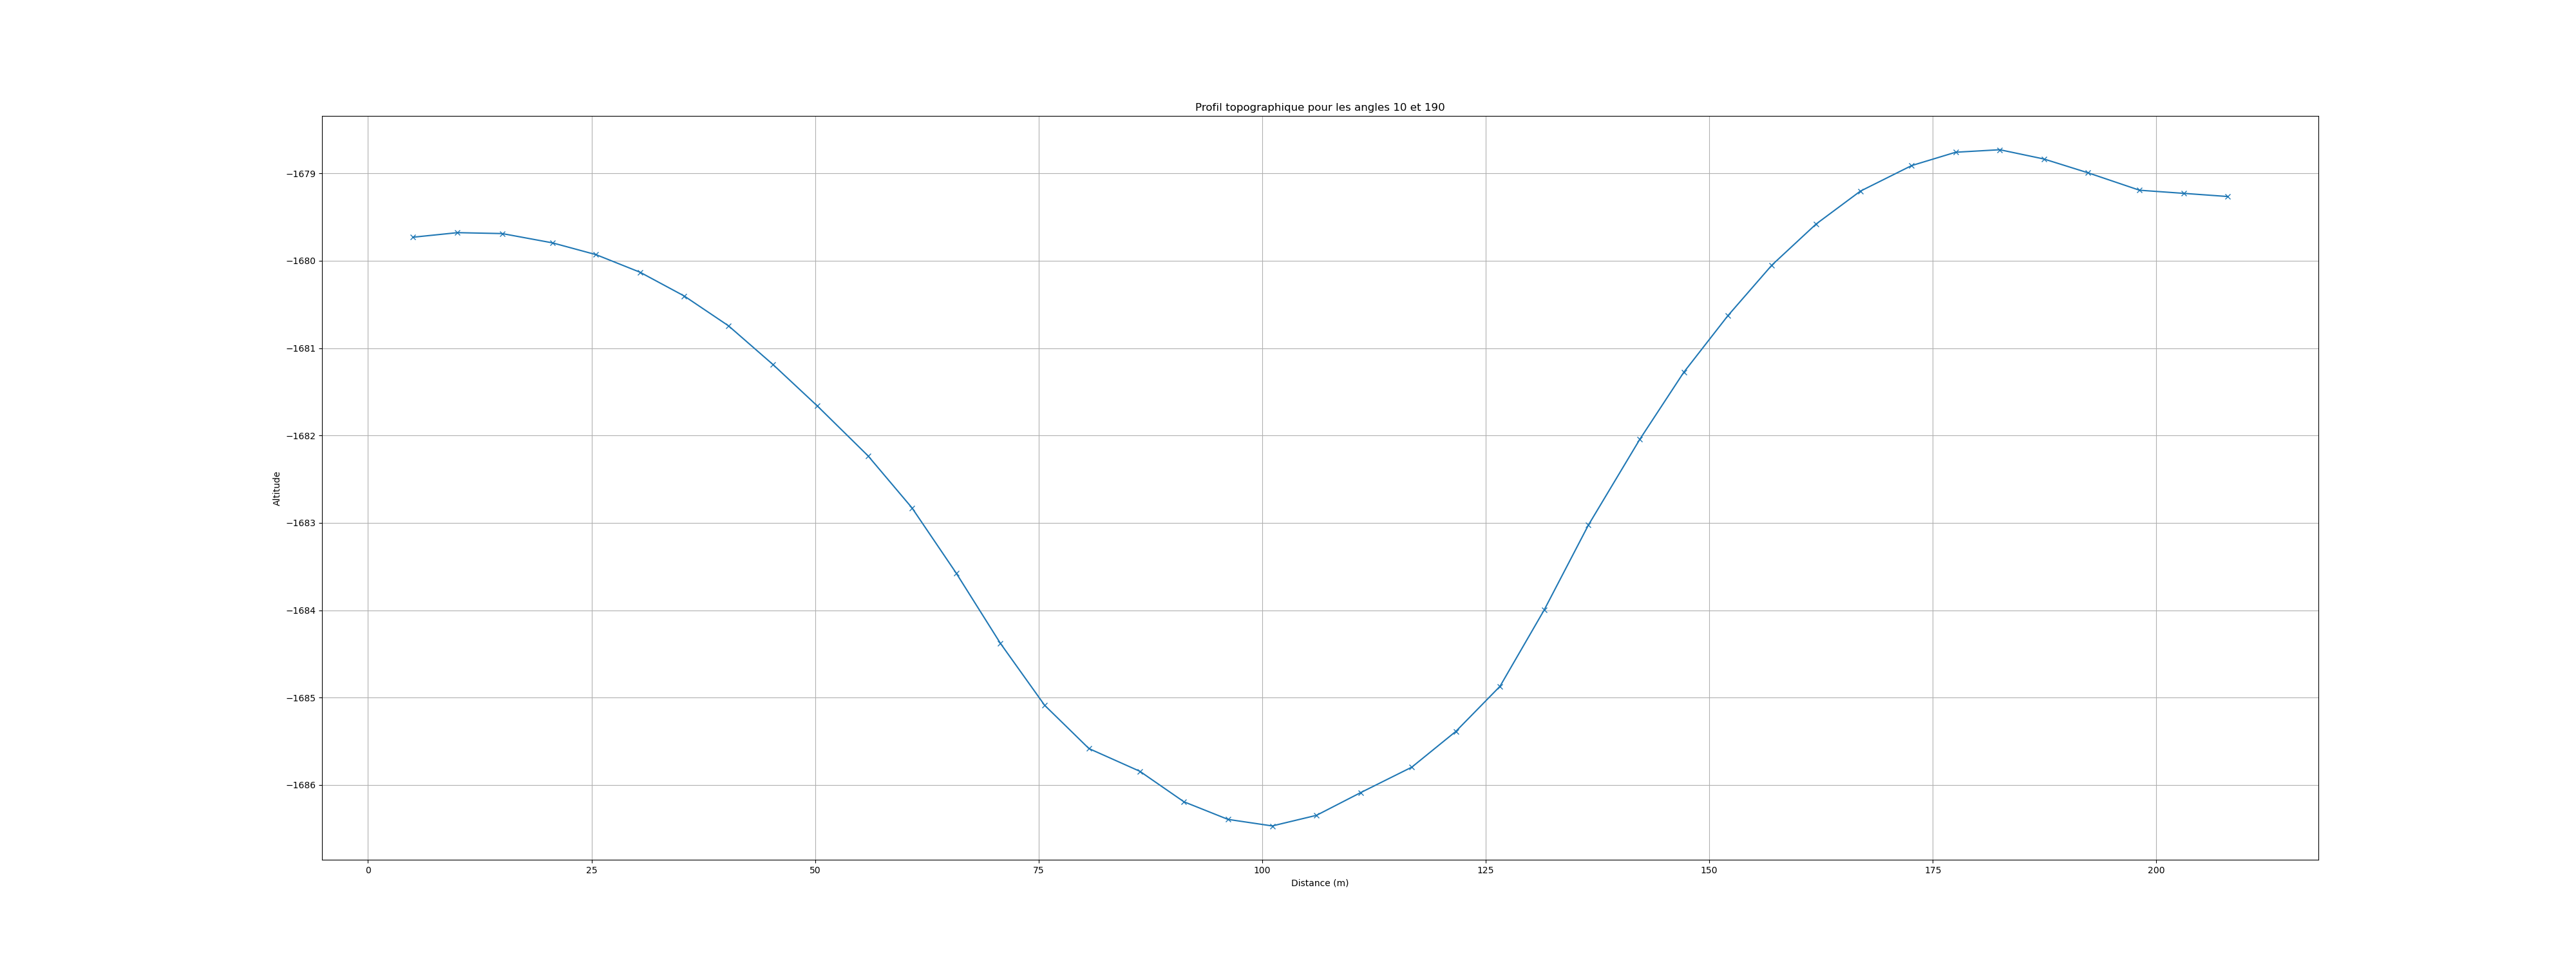 Profil topographique pour les angles 10 et 190
−1679
−1680
−1681
−1682
−1683
−1684
−1685
−1686
Altitude
0 25 50 75 100 125 150 175 200
Distance (m)